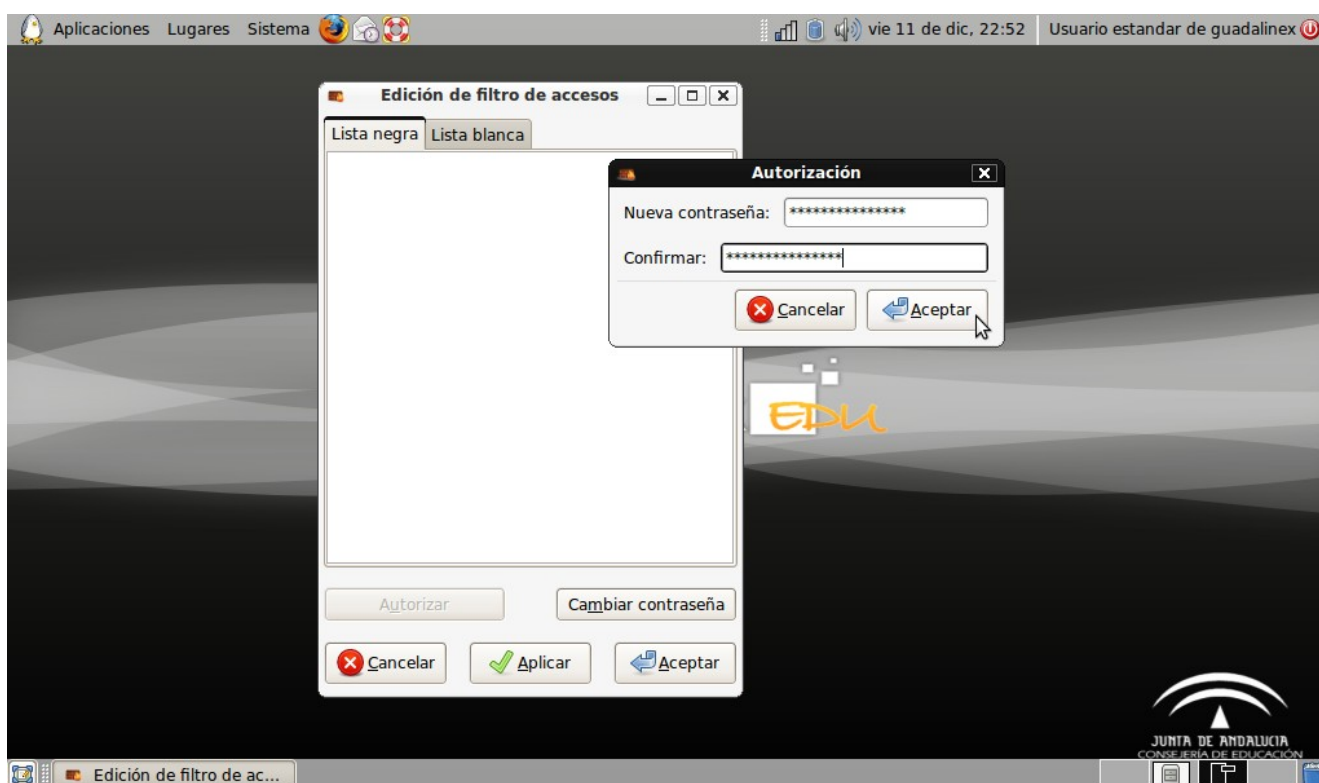 Aplicaciones Lugares Sistema vie 11 de dic, 22:52 Usuario estandar de guadalinex
Edición de filtro de accesos
Lista negra Lista blanca
Autorización
Nueva contraseña: ***************
Confirmar: ***************
Cancelar Aceptar
EDU
Autorizar Cambiar contraseña
Cancelar Aplicar Aceptar
JUNTA DE ANDALUCIA
CONSEJERÍA DE EDUCACIÓN
Edición de filtro de ac...